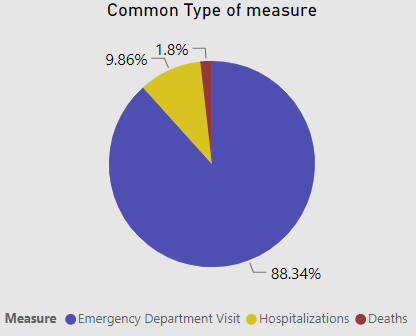 Common Type of measure
1.8%
9.86%
88.34%
Measure Emergency Department Visit Hospitalizations Deaths